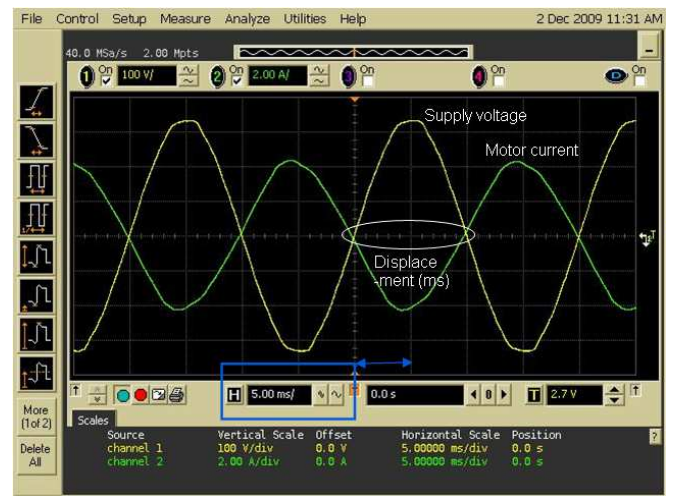 File Control Setup Measure Analyze Utilities Help 2 Dec 2009 11:31 AM
40.0 MSa/s 2.00 Mpts
1 On 100 V/ 2 On 2.00 A/ 3 On 4 On D On
Supply voltage
Motor current
Displace
-ment (ms)
T
H 5.00 ms/ 0.0 s 0 T 2.7 V
More
(1of 2)
Delete
All
Scales
Source Vertical Scale Offset Horizontal Scale Position
channel 1 100 V/div 0.0 V 5.00000 ms/div 0.0 s
channel 2 2.00 A/div 0.0 A 5.00000 ms/div 0.0 s
?